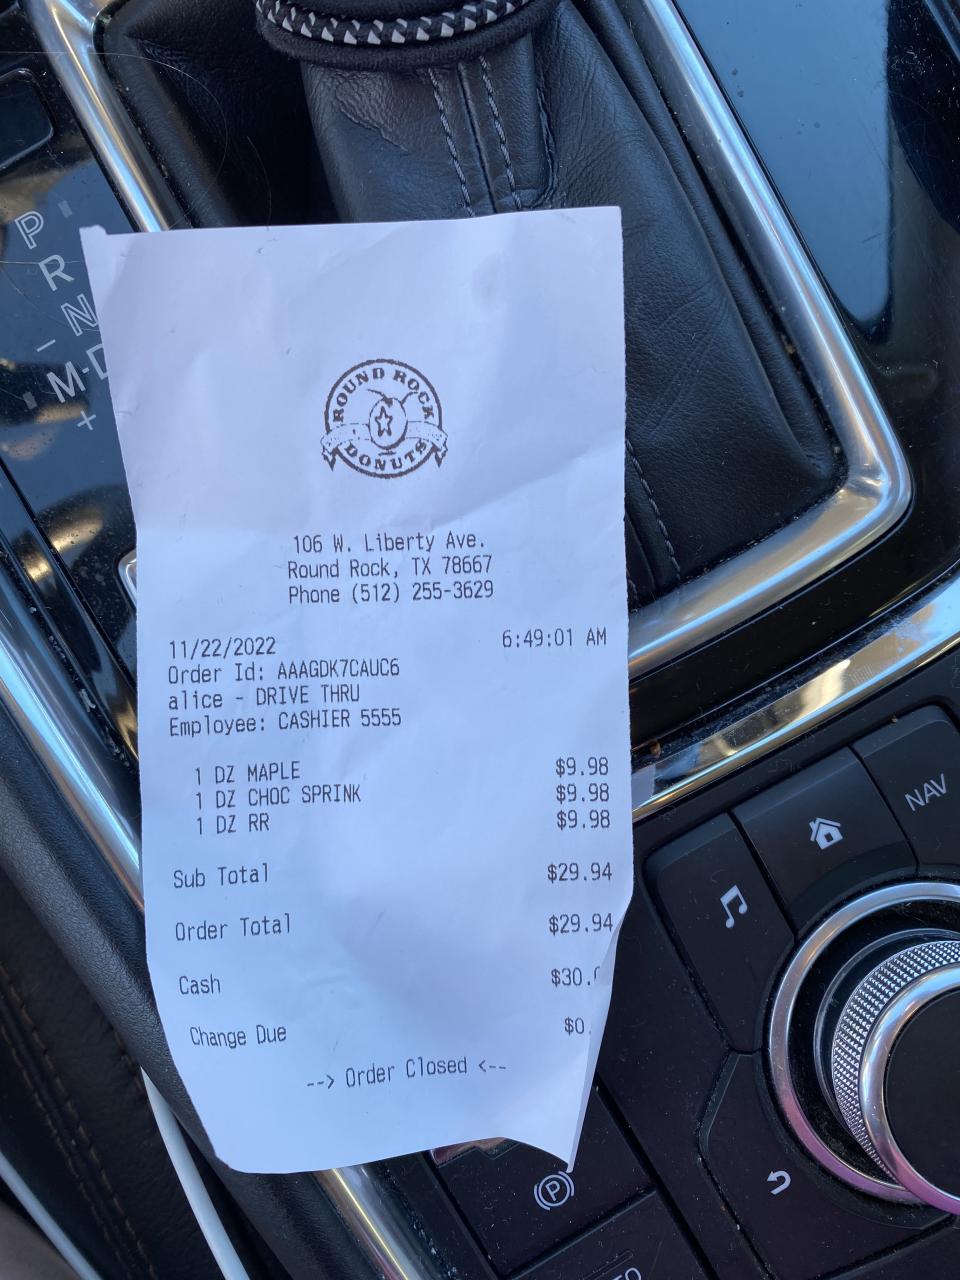 P
R
N
M-D
+
ROUND ROCK
DONUTS
106 W. Liberty Ave.
Round Rock, TX 78667
Phone (512) 255-3629
11/22/2022 6:49:01 AM
Order Id: AAAGDK7CAUC6
alice - DRIVE THRU
Employee: CASHIER 5555
1 DZ MAPLE $9.98
1 DZ CHOC SPRINK $9.98
1 DZ RR $9.98
Sub Total $29.94
Order Total $29.94
Cash $30.
Change Due $0.
--> Order Closed <--
NAV
P